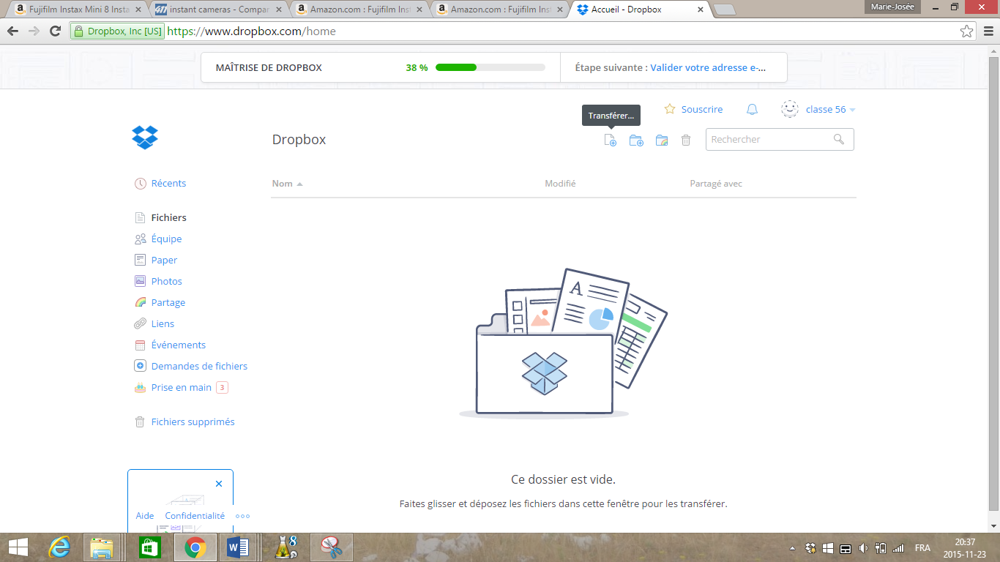 Fujifilm Instax Mini 8 Insta
instant cameras - Compar
Amazon.com : Fujifilm Inst
Amazon.com : Fujifilm Inst
Accueil - Dropbox
Marie-Josée
Dropbox, Inc [US]
https://www.dropbox.com/home
MAÎTRISE DE DROPBOX
38 %
Étape suivante : Valider votre adresse e-...
Souscrire
classe 56
Transférer...
Dropbox
Rechercher
Récents
Nom
Modifié
Partagé avec
Fichiers
Équipe
Paper
Photos
Partage
Liens
Événements
Demandes de fichiers
Prise en main 3
Fichiers supprimés
A
Ce dossier est vide.
Faites glisser et déposez les fichiers dans cette fenêtre pour les transférer.
Aide
Confidentialité
FRA
20:37
2015-11-23